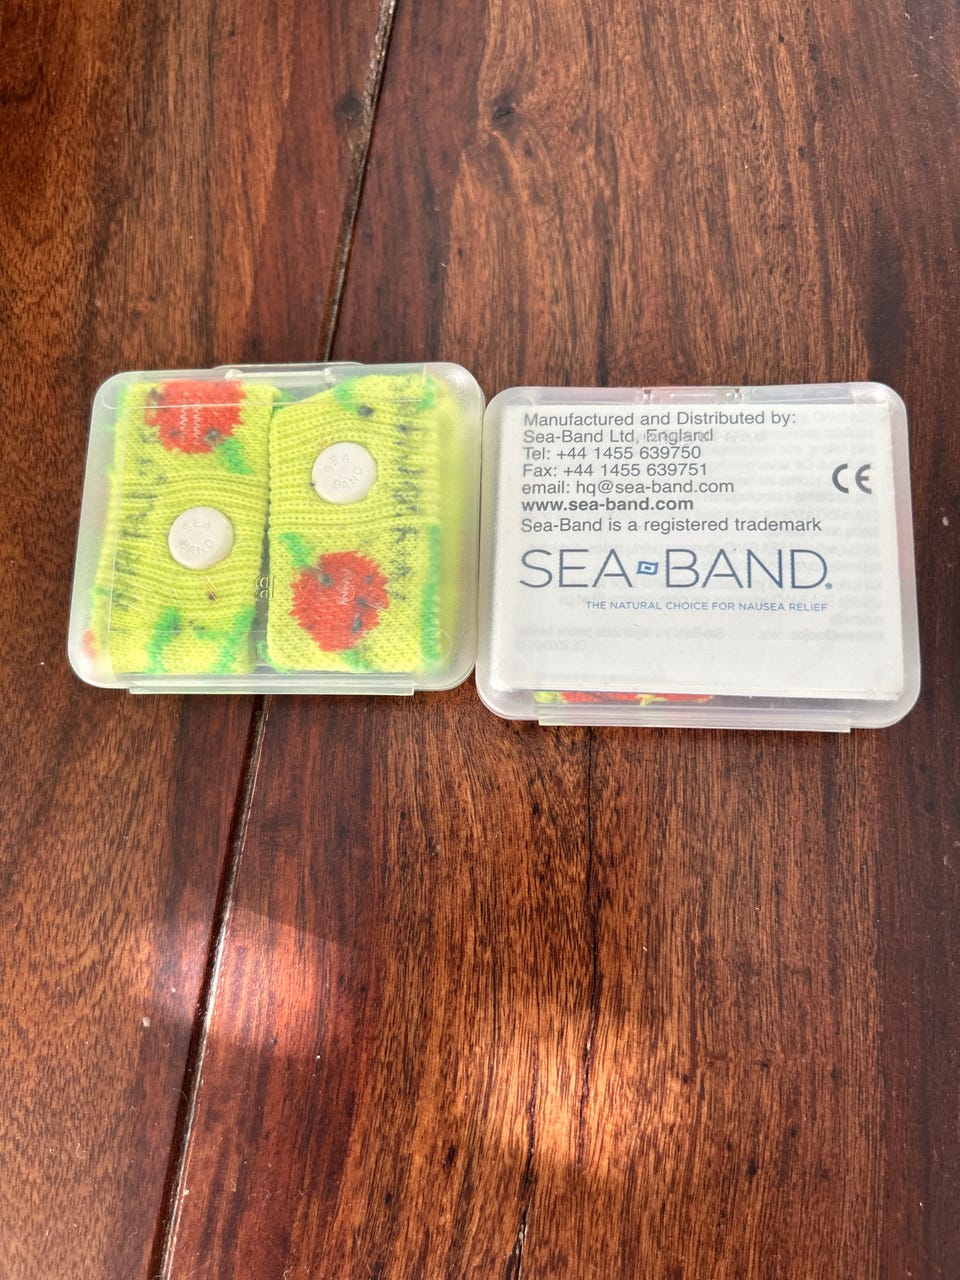 SEA
BAND
SEA
BAND
Manufactured and Distributed by:
Sea-Band Ltd, England
Tel: +44 1455 639750
Fax: +44 1455 639751
email: hq@sea-band.com
www.sea-band.com
Sea-Band is a registered trademark
CE
SEA BAND®
THE NATURAL CHOICE FOR NAUSEA RELIEF